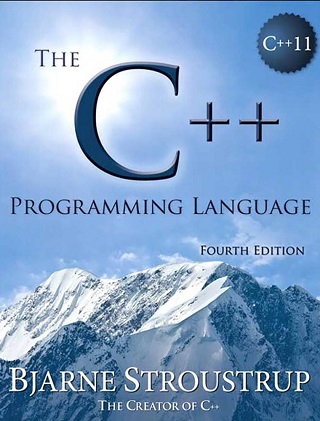 C++11
The
C++
Programming Language
Fourth Edition
Bjarne Stroustrup
The Creator of C++